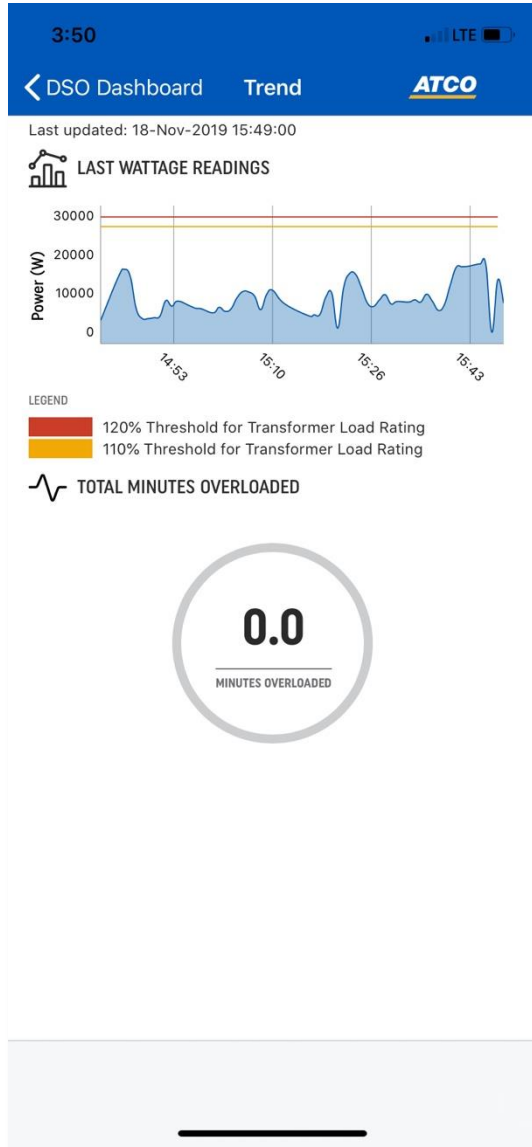 3:50 LTE
DSO Dashboard Trend ATCO
Last updated: 18-Nov-2019 15:49:00
LAST WATTAGE READINGS
30000
20000
10000
0
Power (W)
14:53 15:10 15:26 15:43
LEGEND
120% Threshold for Transformer Load Rating
110% Threshold for Transformer Load Rating
TOTAL MINUTES OVERLOADED
0.0
MINUTES OVERLOADED